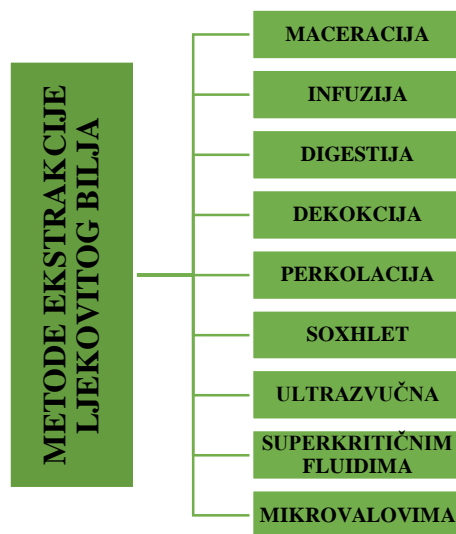 METODE EKSTRAKCIJE
LJEKOVITOG BILJA
MACERACIJA
INFUZIJA
DIGESTIJA
DEKOKCIJA
PERKOLACIJA
SOXHLET
ULTRAZVUČNA
SUPERKRITIČNIM
FLUIDIMA
MIKROVALOVIMA